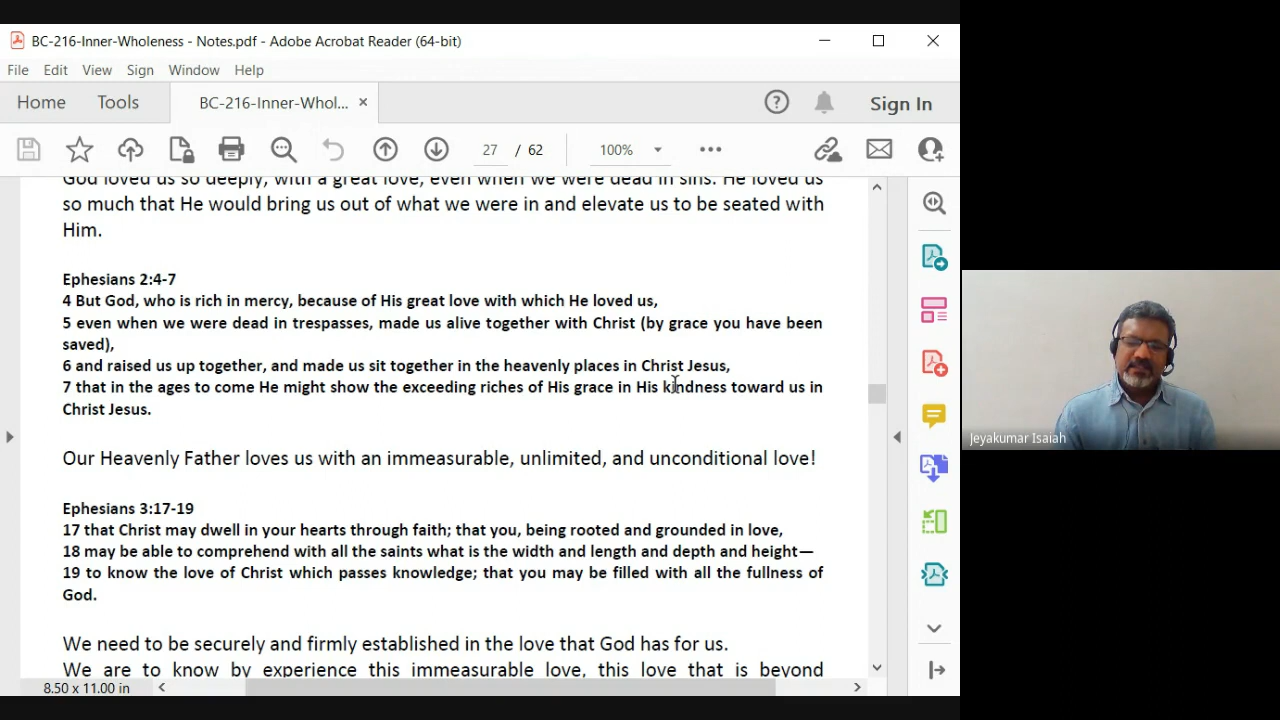 BC-216-Inner-Wholeness - Notes.pdf - Adobe Acrobat Reader (64-bit)
File Edit View Sign Window Help
Home Tools BC-216-Inner-Whol... × Sign In
27 / 62 100%
God loved us so deeply, with a great love, even when we were dead in sins. He loved us
so much that He would bring us out of what we were in and elevate us to be seated with
Him.
Ephesians 2:4-7
4 But God, who is rich in mercy, because of His great love with which He loved us,
5 even when we were dead in trespasses, made us alive together with Christ (by grace you have been
saved),
6 and raised us up together, and made us sit together in the heavenly places in Christ Jesus,
7 that in the ages to come He might show the exceeding riches of His grace in His kindness toward us in
Christ Jesus.
Our Heavenly Father loves us with an immeasurable, unlimited, and unconditional love!
Ephesians 3:17-19
17 that Christ may dwell in your hearts through faith; that you, being rooted and grounded in love,
18 may be able to comprehend with all the saints what is the width and length and depth and height—
19 to know the love of Christ which passes knowledge; that you may be filled with all the fullness of
God.
We need to be securely and firmly established in the love that God has for us.
We are to know by experience this immeasurable love, this love that is beyond
8.50 x 11.00 in
Jeyakumar Isaiah